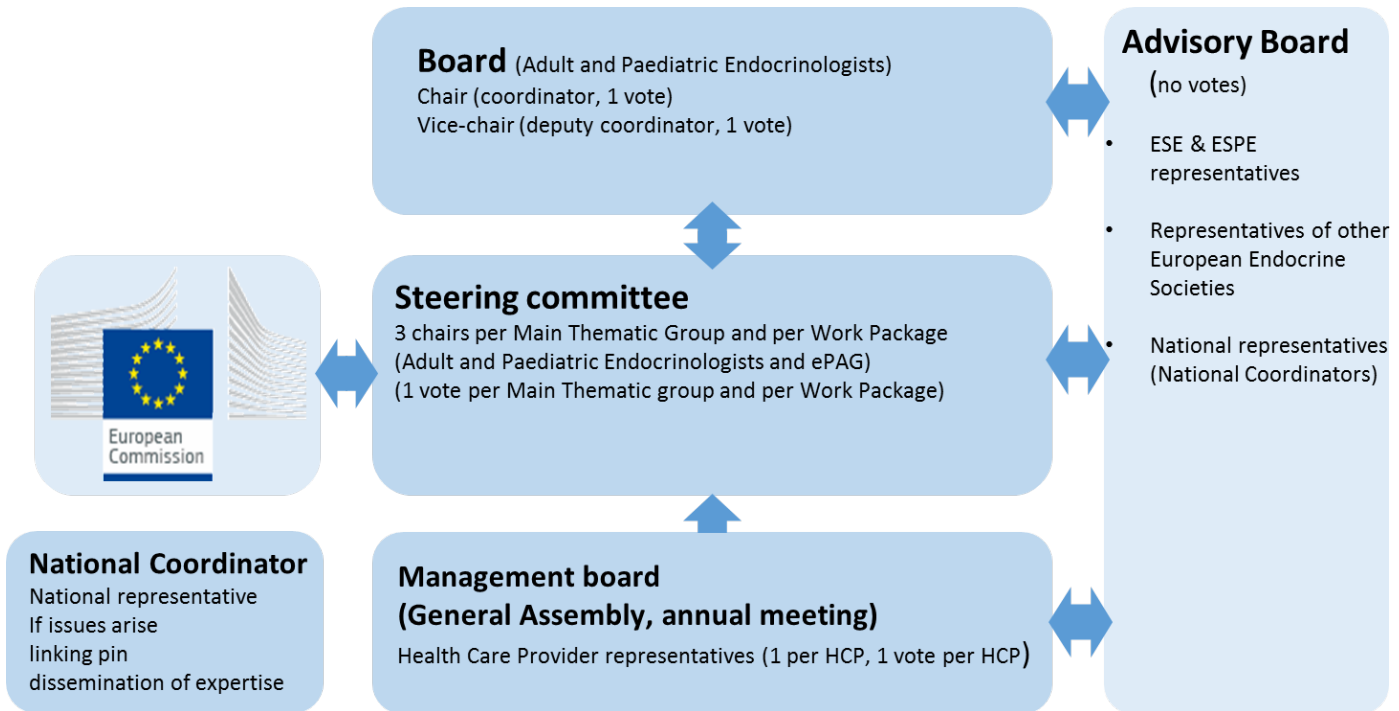 Board (Adult and Paediatric Endocrinologists)
Chair (coordinator, 1 vote)
Vice-chair (deputy coordinator, 1 vote)
Advisory Board
(no votes)
• ESE & ESPE
representatives
• Representatives of other
European Endocrine
Societies
• National representatives
(National Coordinators)
European
Commission
Steering committee
3 chairs per Main Thematic Group and per Work Package
(Adult and Paediatric Endocrinologists and ePAG)
(1 vote per Main Thematic group and per Work Package)
National Coordinator
National representative
If issues arise
linking pin
dissemination of expertise
Management board
(General Assembly, annual meeting)
Health Care Provider representatives (1 per HCP, 1 vote per HCP)